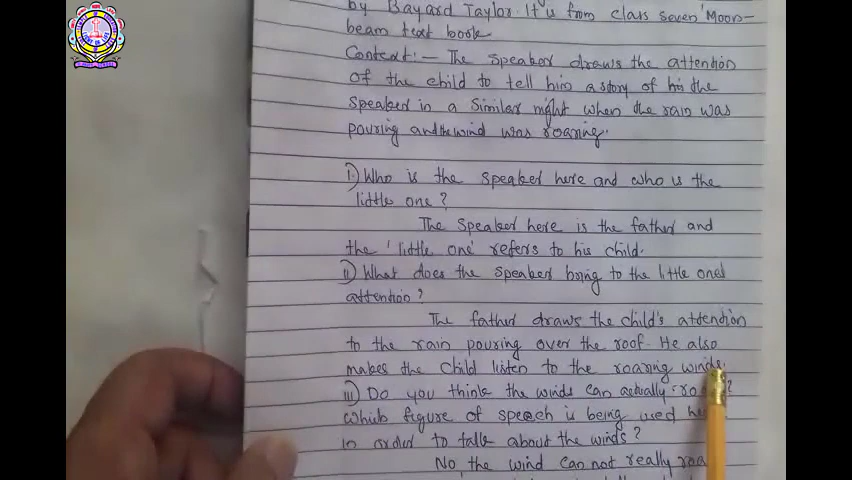 by Bayard Taylor. It is from class seven 'Moon-
beam text book.
Context:- The speaker draws the attention
of the child to tell him a story of his the
speaker in a similar night when the rain was
pouring and the wind was roaring.
i) Who is the speaker here and who is the
little one?
The speaker here is the father and
the 'little one' refers to his child.
ii) What does the speaker bring to the little one's
attention?
The father draws the child's attention
to the rain pouring over the roof. He also
makes the child listen to the roaring winds.
iii) Do you think the winds can actually
which figure of speech is being used
in order to talk about the winds?
No, the wind can not really